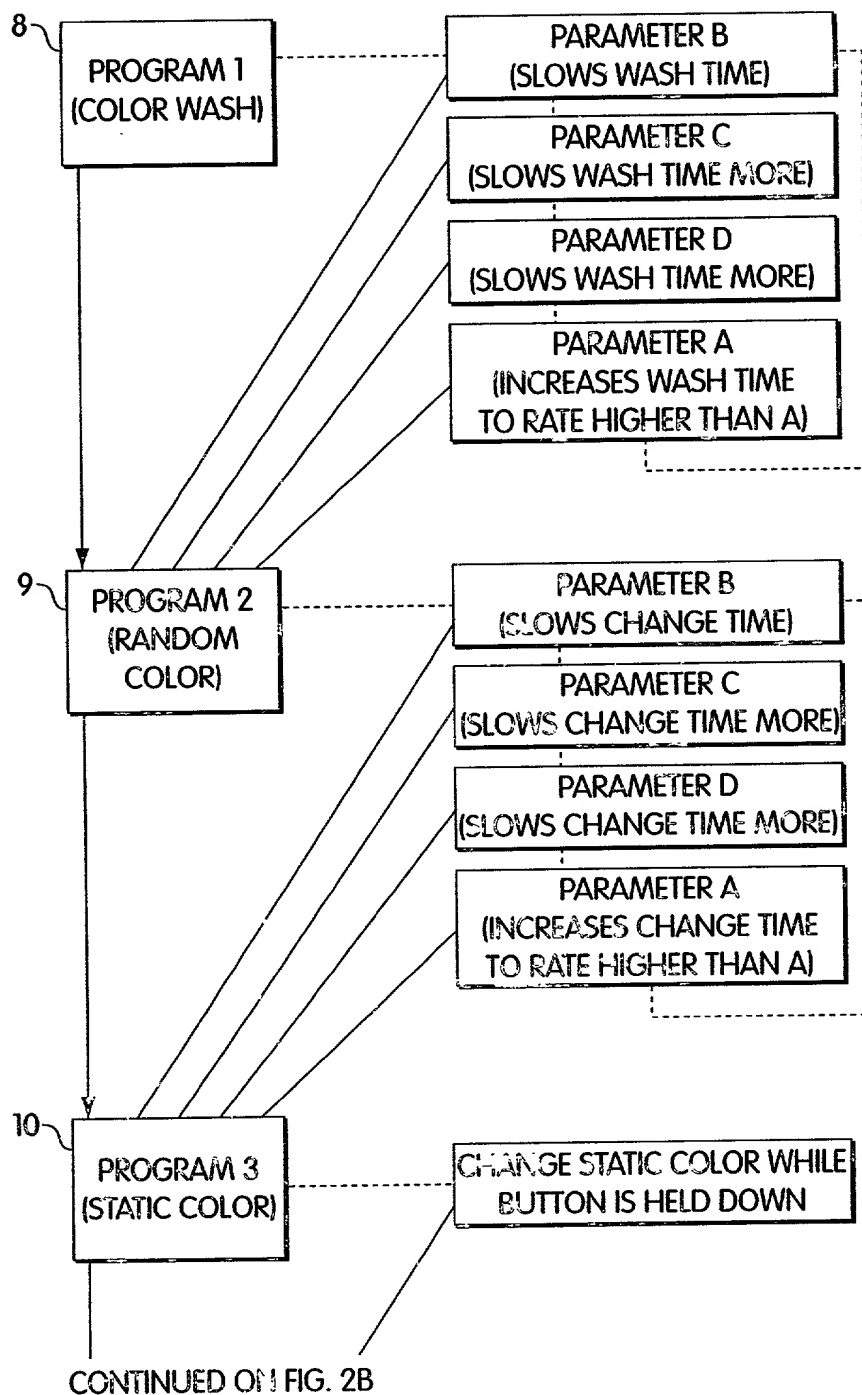 8
PROGRAM 1
(COLOR WASH)
PARAMETER B
(SLOWS WASH TIME)
PARAMETER C
(SLOWS WASH TIME MORE)
PARAMETER D
(SLOWS WASH TIME MORE)
PARAMETER A
(INCREASES WASH TIME
TO RATE HIGHER THAN A)
9
PROGRAM 2
(RANDOM
COLOR)
PARAMETER B
(SLOWS CHANGE TIME)
PARAMETER C
(SLOWS CHANGE TIME MORE)
PARAMETER D
(SLOWS CHANGE TIME MORE)
PARAMETER A
(INCREASES CHANGE TIME
TO RATE HIGHER THAN A)
10
PROGRAM 3
(STATIC COLOR)
CHANGE STATIC COLOR WHILE
BUTTON IS HELD DOWN
CONTINUED ON FIG. 2B